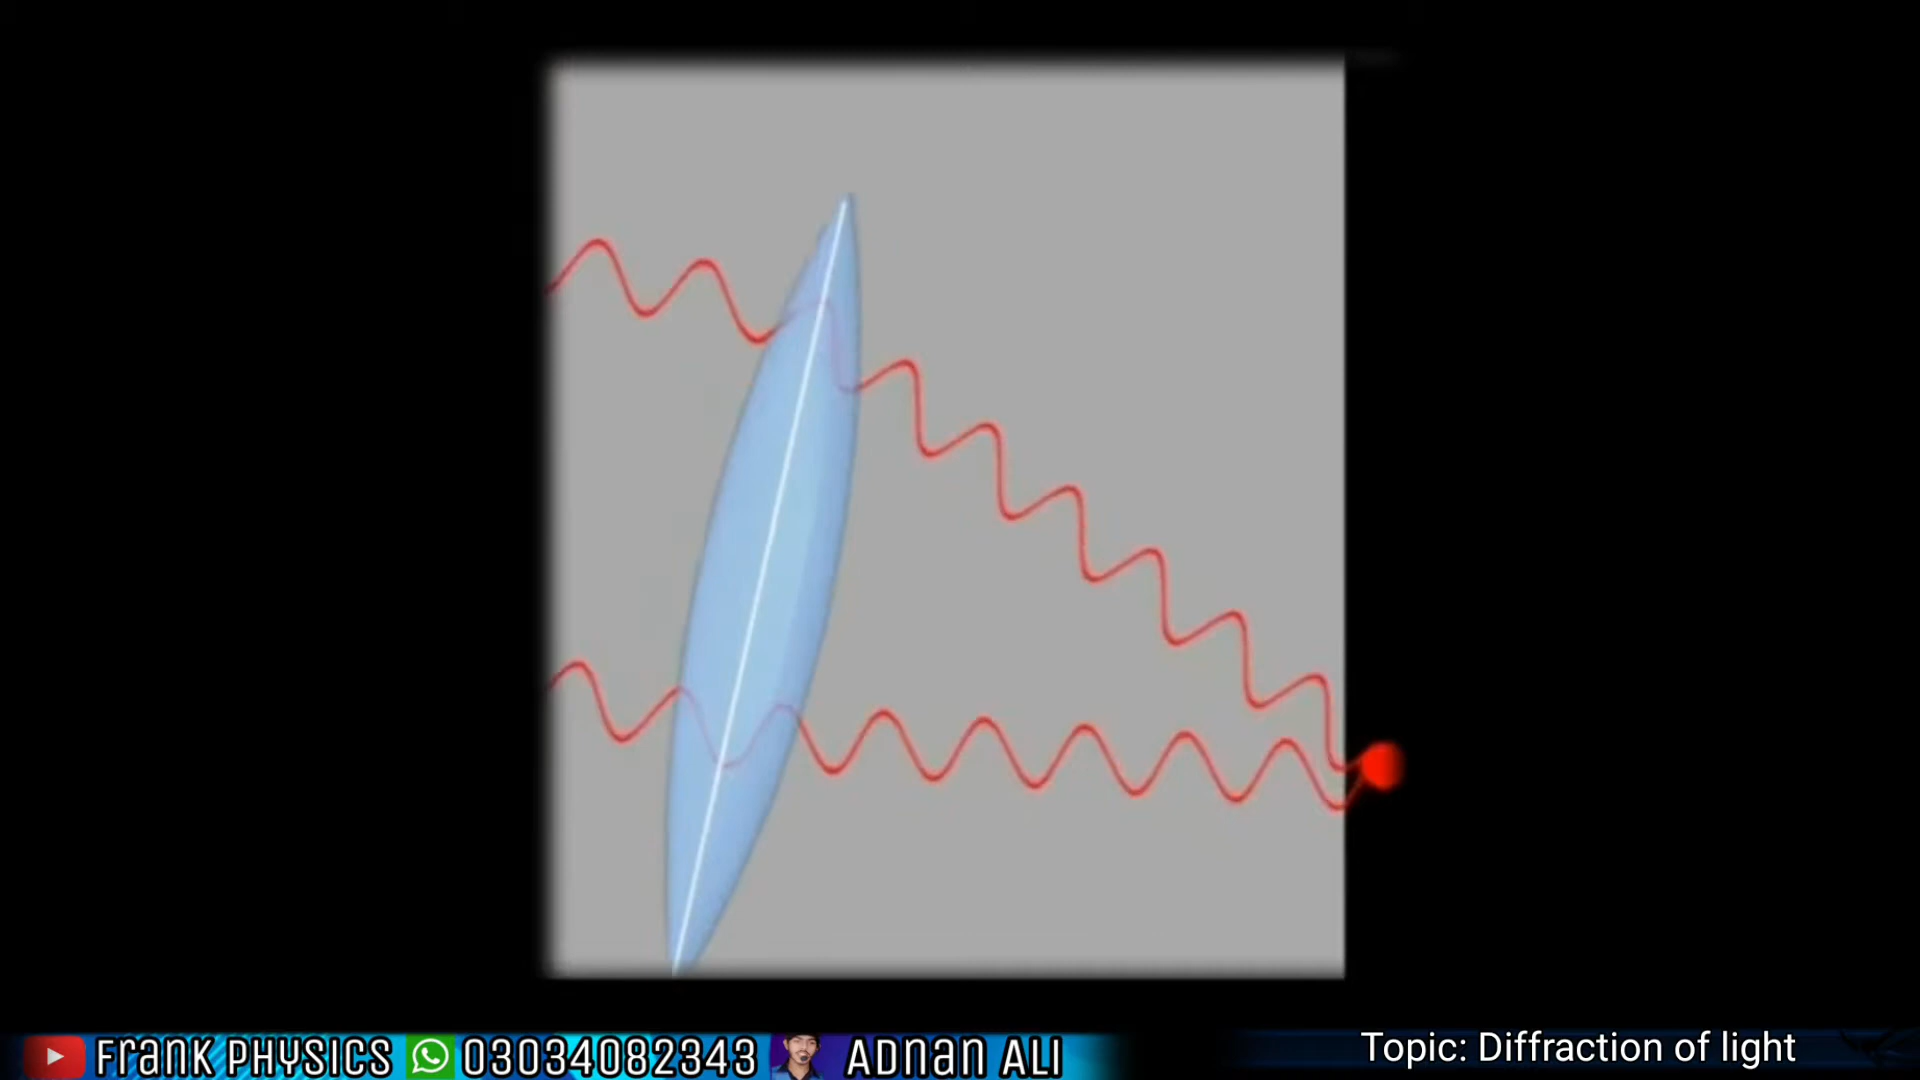 Frank PHYSICS 03034082343 Adnan ALI
Topic: Diffraction of light